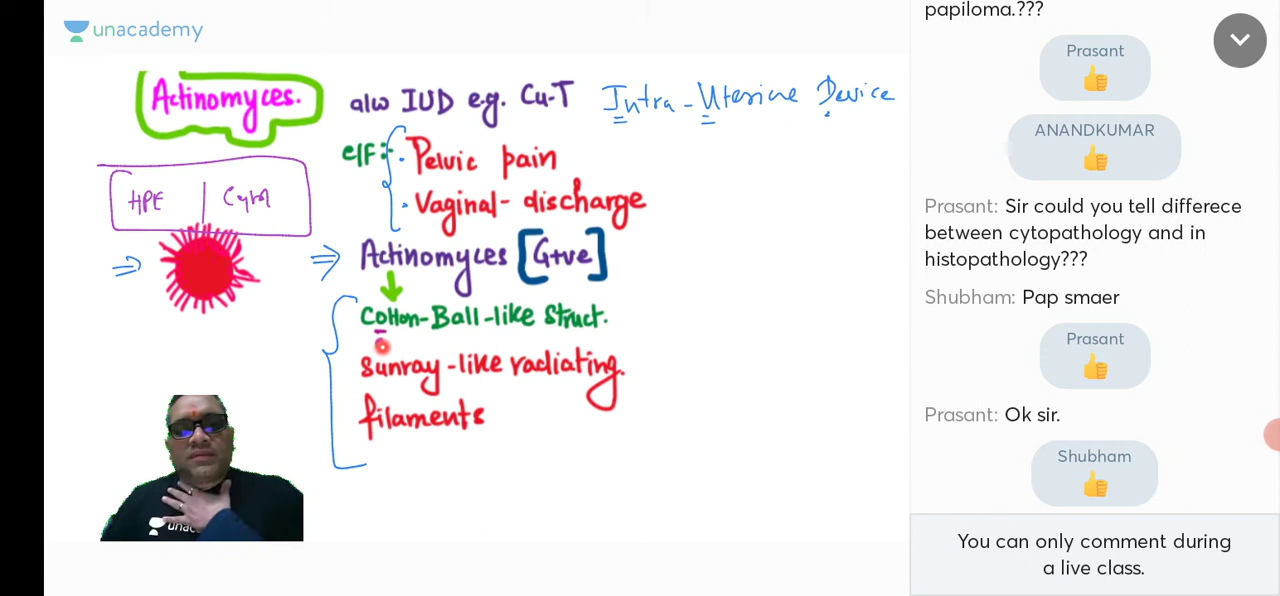 unacademy
Actinomyces.
a/w IUD e.g. Cu-T Intra-Uterine Device
Pelvic pain
Vaginal-discharge
HPE
Actinomyces [G+ve]
Cotton-Ball-like Struct.
sunray-like radiating.
filaments
papiloma.???
Prasant
ANANDKUMAR
Prasant: Sir could you tell differece
between cytopathology and in
histopathology???
Shubham: Pap smaer
Prasant
Prasant: Ok sir.
Shubham
You can only comment during
a live class.